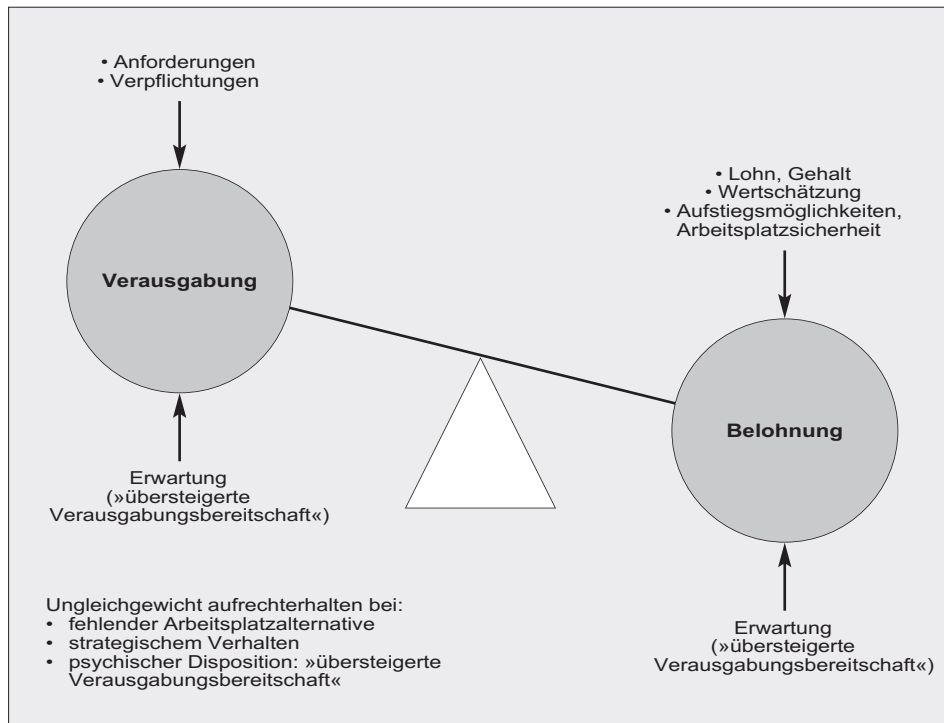 • Anforderungen
• Verpflichtungen
• Lohn, Gehalt
• Wertschätzung
• Aufstiegsmöglichkeiten,
Arbeitsplatzsicherheit
Verausgabung
Belohnung
Erwartung
(»übersteigerte
Verausgabungsbereitschaft«)
Ungleichgewicht aufrechterhalten bei:
• fehlender Arbeitsplatzalternative
• strategischem Verhalten
• psychischer Disposition: »übersteigerte
Verausgabungsbereitschaft«
Erwartung
(»übersteigerte
Verausgabungsbereitschaft«)